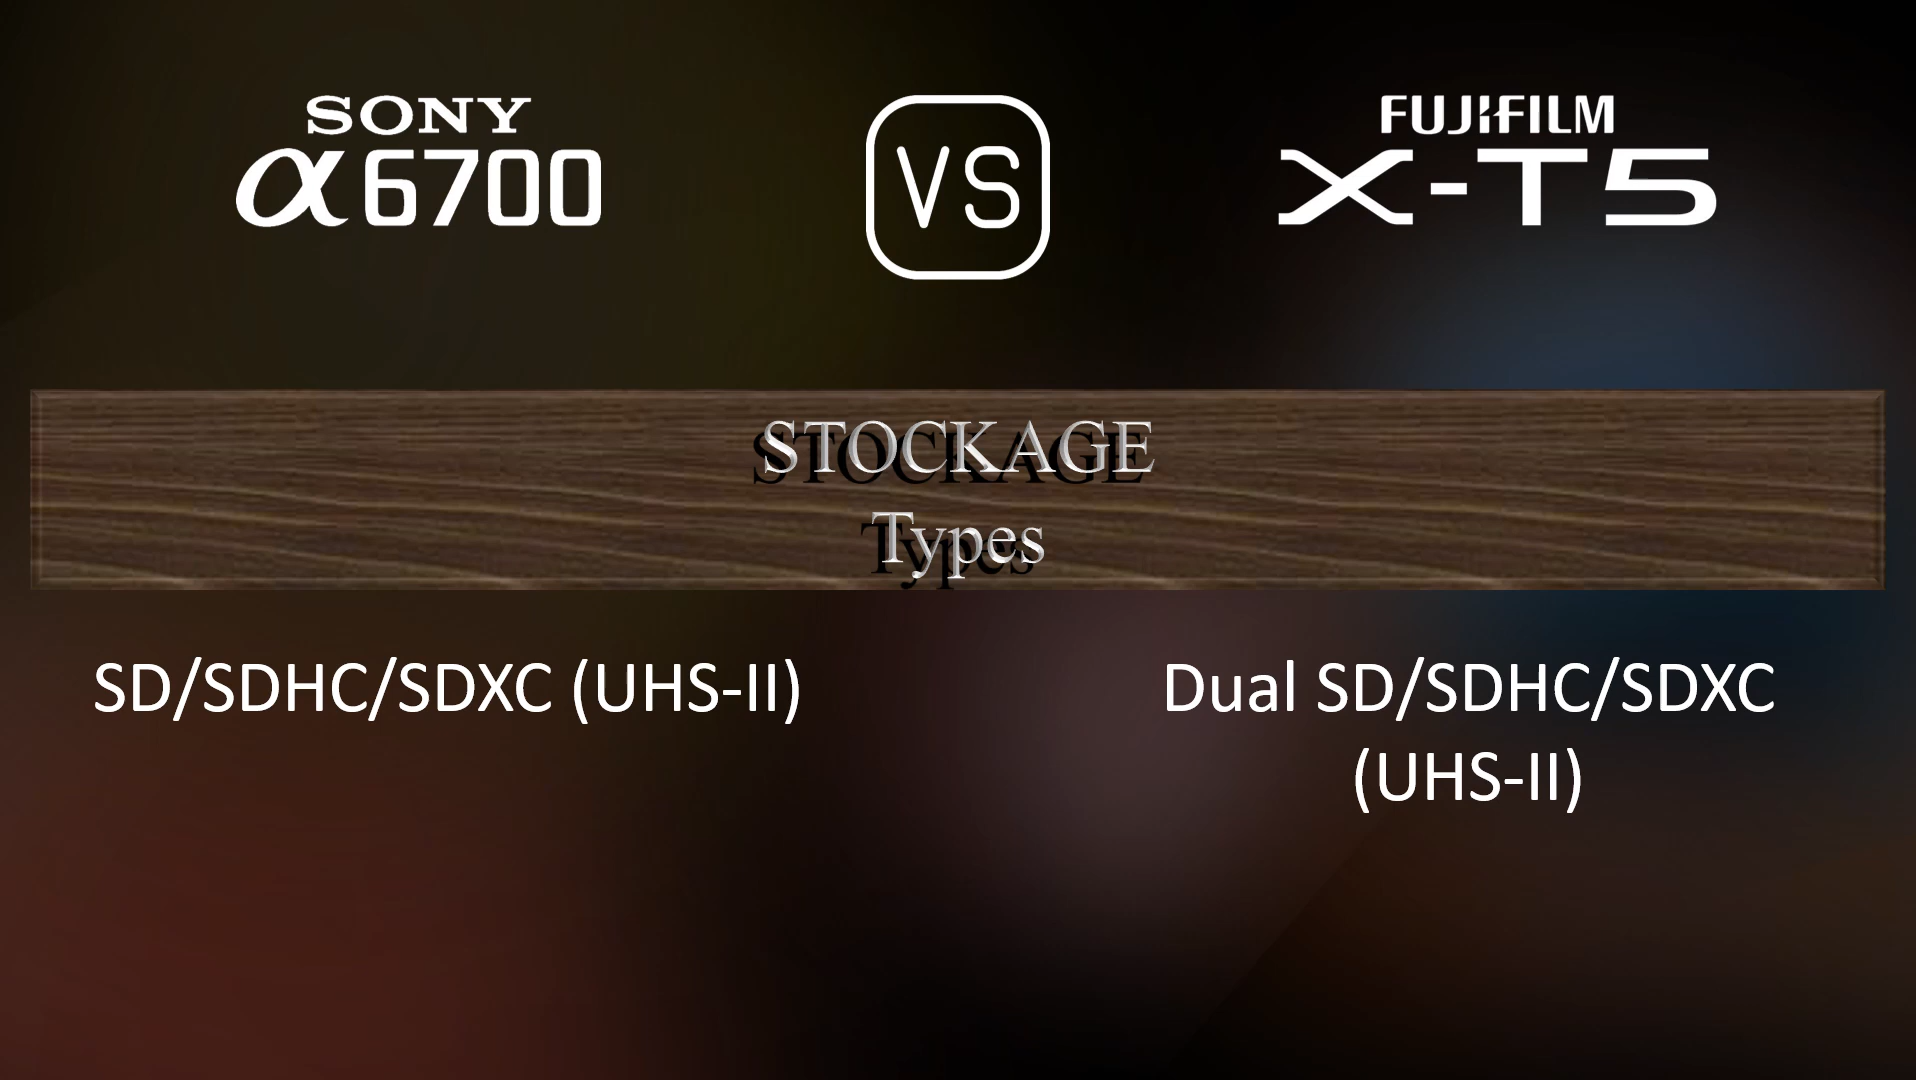 SONY
α6700
VS
FUJIFILM
X-T5
STOCKAGE
Types
SD/SDHC/SDXC (UHS-II)
Dual SD/SDHC/SDXC
(UHS-II)